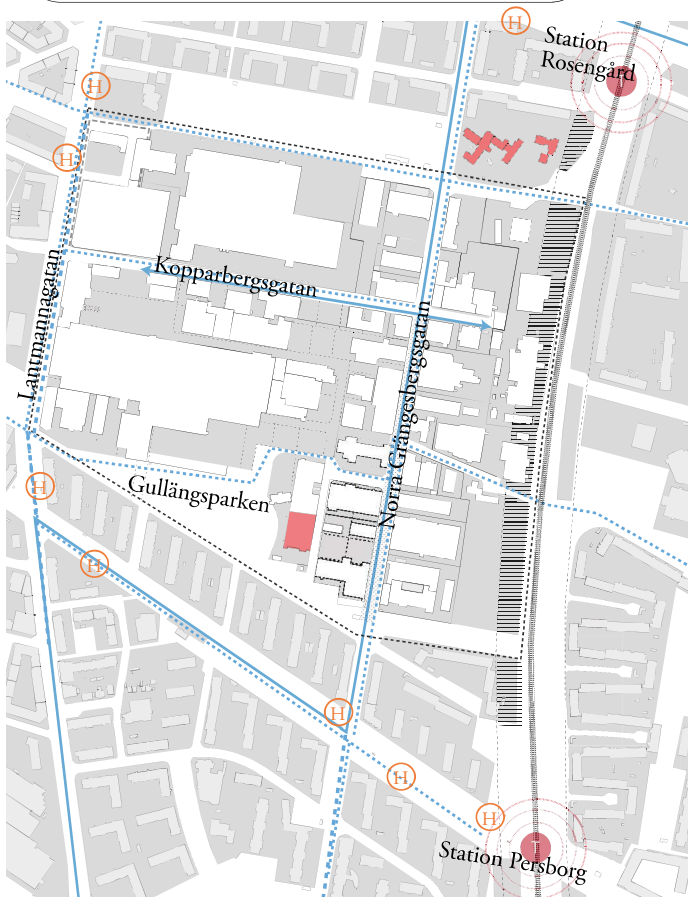 H
Station
Rosengård
H
H
Kopparbergsgatan
Lantmannagatan
Norra Grängesbergsgatan
H
Gullängsparken
H
H
H
H
Station Persborg